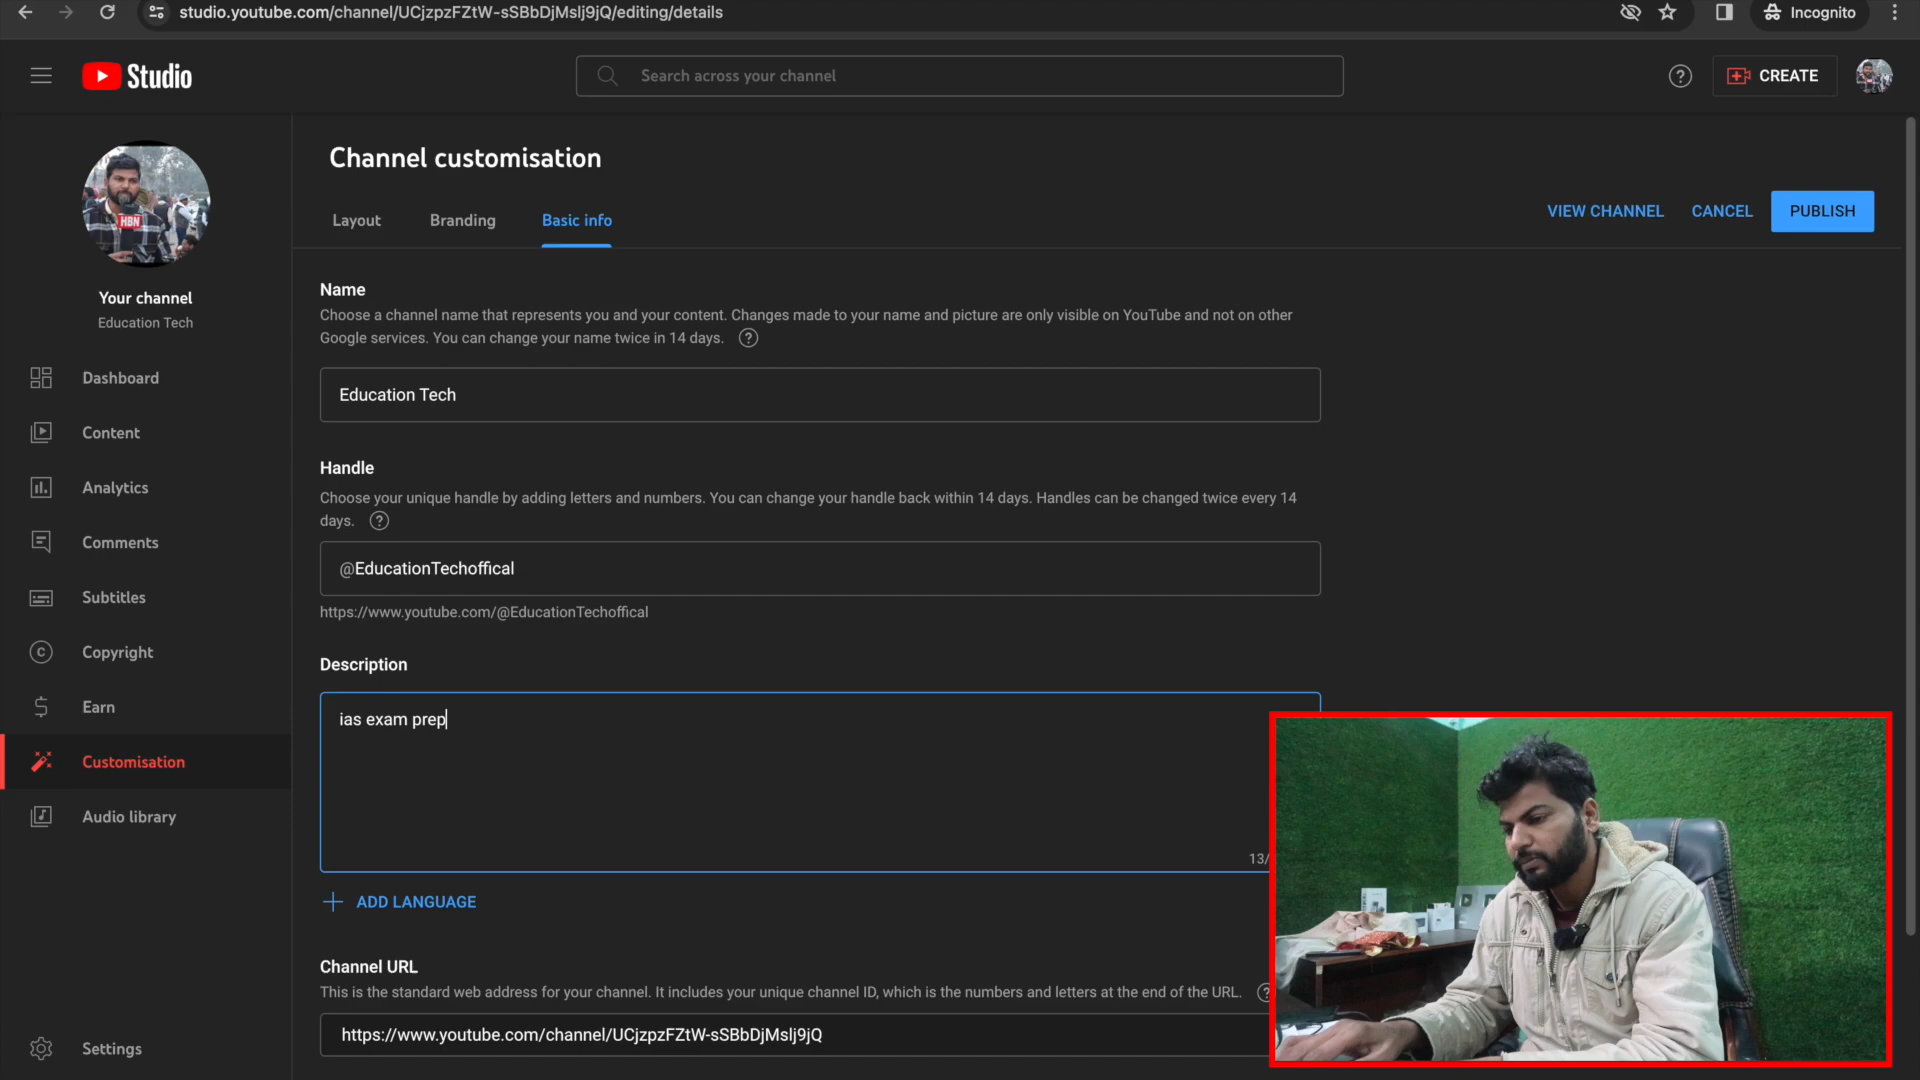 studio.youtube.com/channel/UCjzpzFZtW-sSBbDjMslj9jQ/editing/details
Incognito
Studio
Search across your channel
CREATE
HBN
Your channel
Education Tech
Dashboard
Content
Analytics
Comments
Subtitles
Copyright
Earn
Customisation
Audio library
Settings
Channel customisation
Layout
Branding
Basic info
VIEW CHANNEL
CANCEL
PUBLISH
Name
Choose a channel name that represents you and your content. Changes made to your name and picture are only visible on YouTube and not on other
Google services. You can change your name twice in 14 days.
Education Tech
Handle
Choose your unique handle by adding letters and numbers. You can change your handle back within 14 days. Handles can be changed twice every 14
days.
@EducationTechoffical
https://www.youtube.com/@EducationTechoffical
Description
ias exam prep
13/
ADD LANGUAGE
Channel URL
This is the standard web address for your channel. It includes your unique channel ID, which is the numbers and letters at the end of the URL.
https://www.youtube.com/channel/UCjzpzFZtW-sSBbDjMslj9jQ